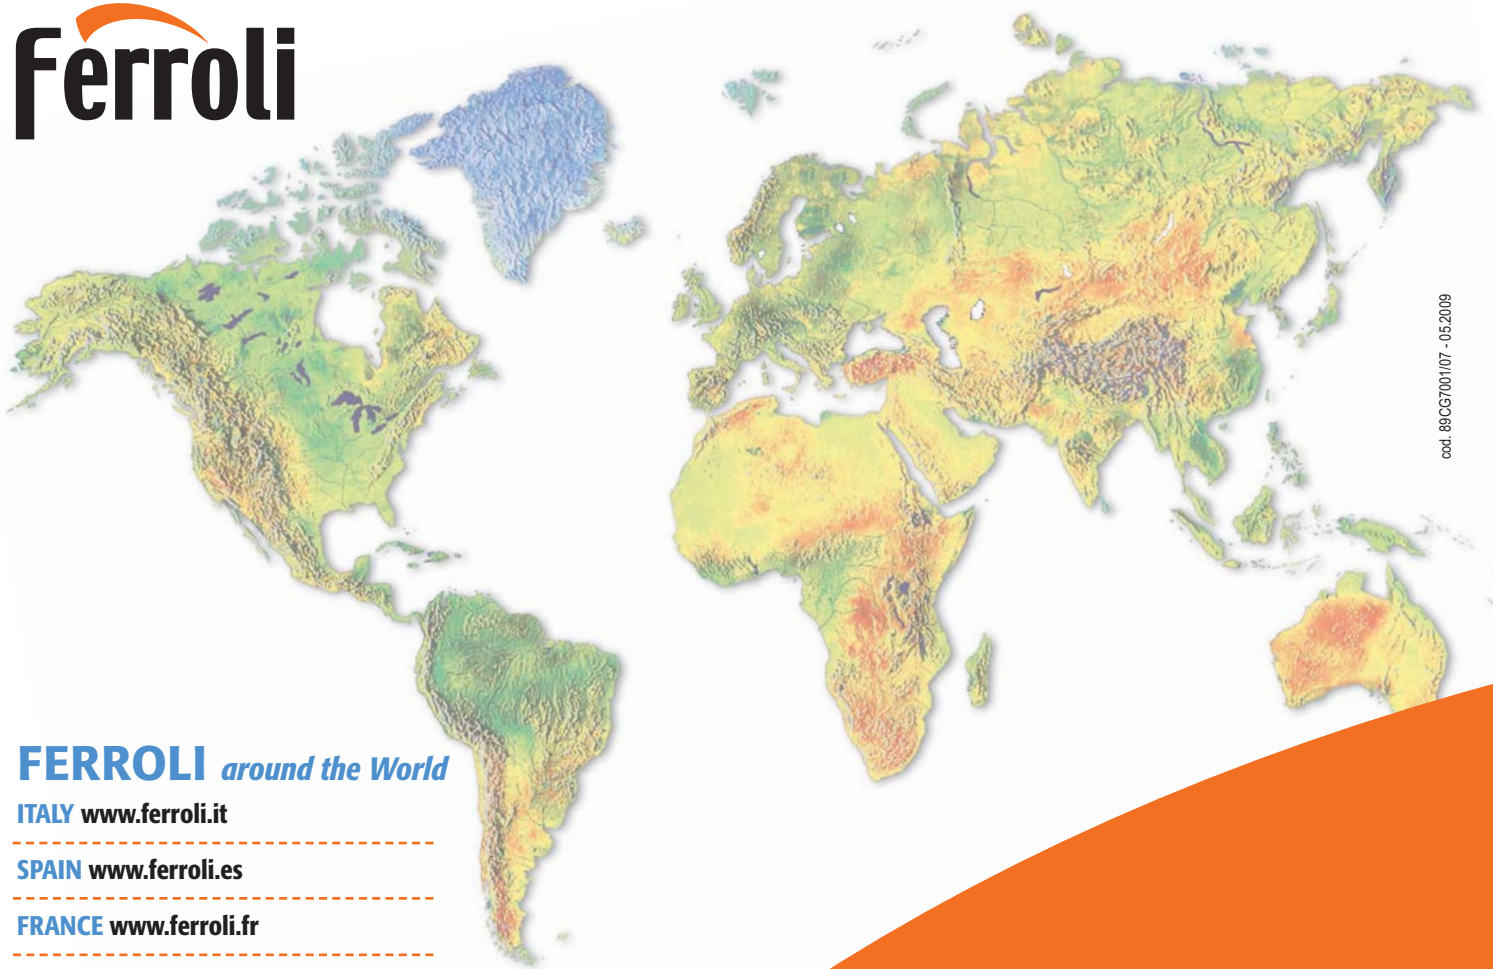 Ferroli
cod. 89CG7001/07 - 05.2009
FERROLI around the World
ITALY www.ferroli.it
SPAIN www.ferroli.es
FRANCE www.ferroli.fr